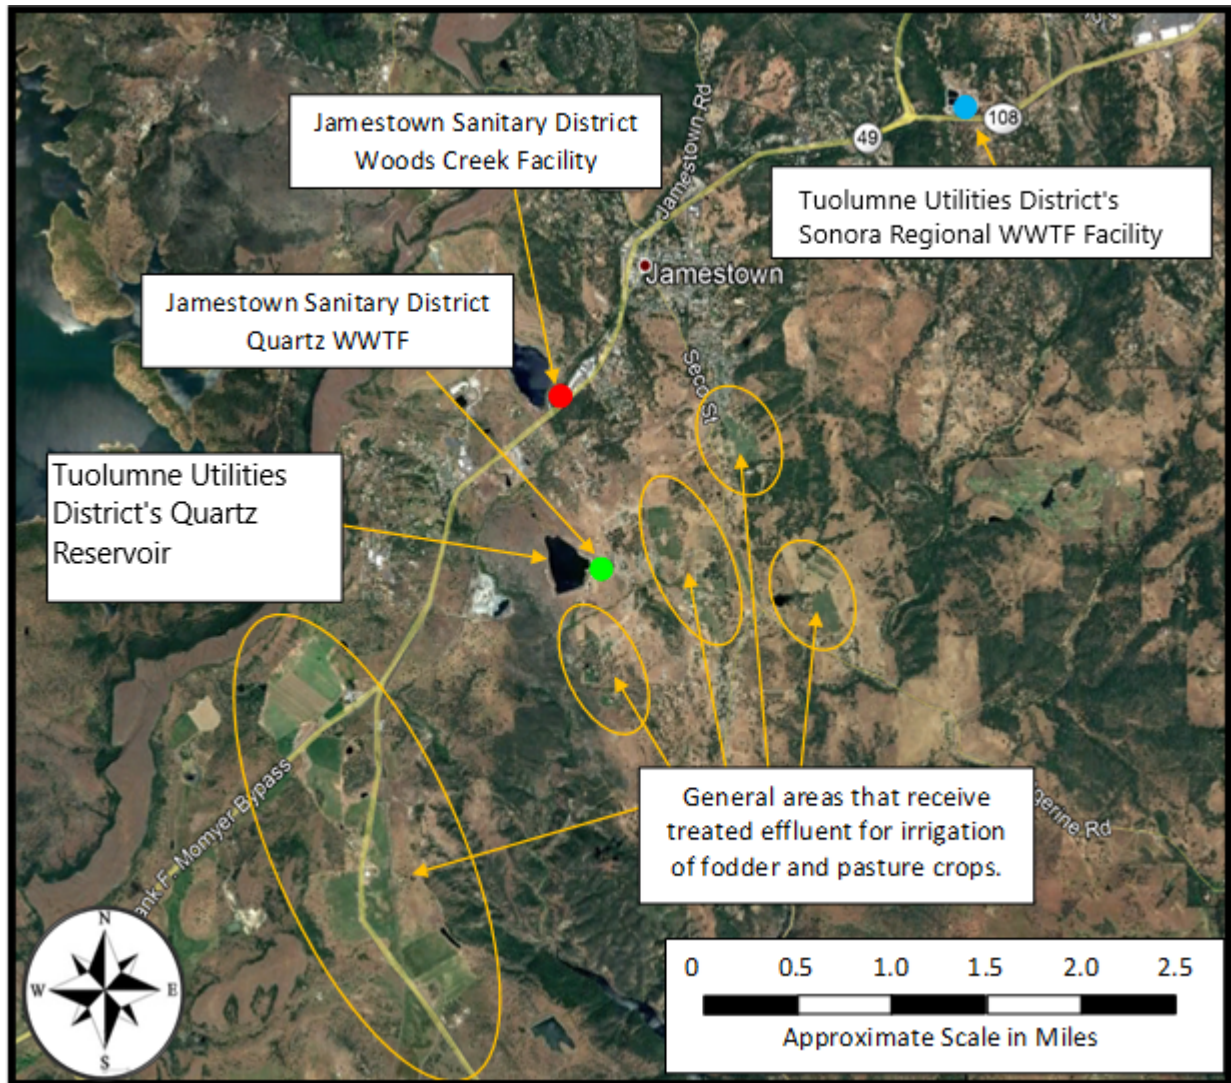 Jamestown Sanitary District
Woods Creek Facility
Jamestown Rd
49
108
Tuolumne Utilities District's
Sonora Regional WWTF Facility
Jamestown
Jamestown Sanitary District
Quartz WWTF
Seco St
Tuolumne Utilities
District's Quartz
Reservoir
General areas that receive
treated effluent for irrigation
of fodder and pasture crops.
gerine Rd
ank F. Momyer Bypass
N
W
E
S
0 0.5 1.0 1.5 2.0 2.5
Approximate Scale in Miles